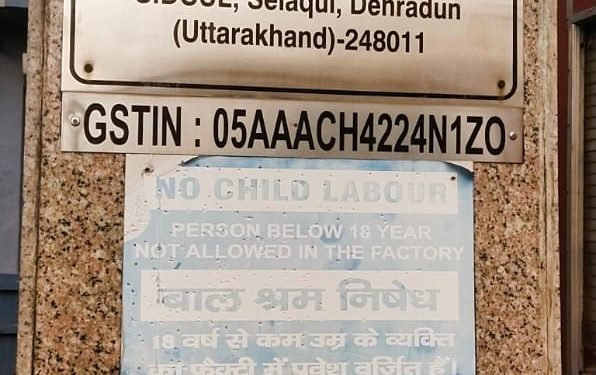 Selaqui, Dehradun
(Uttarakhand)-248011
GSTIN : 05AAACH4224N1ZO
NO CHILD LABOUR
PERSON BELOW 18 YEAR
NOT ALLOWED IN THE FACTORY
बाल श्रम निषेध
18 वर्ष से कम उम्र के व्यक्ति
का फैक्ट्री में प्रवेश वर्जित हैं।